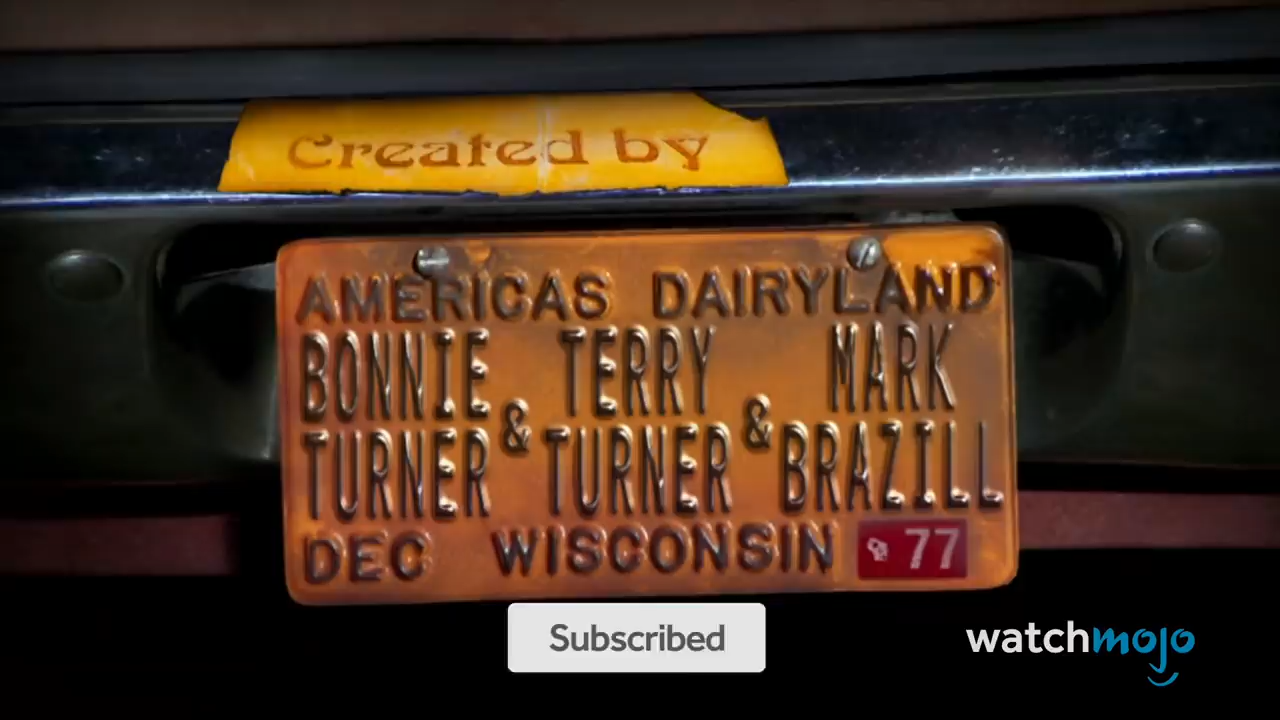 Created by
AMERICAS DAIRYLAND
BONNIE TERRY MARK
& &
TURNER TURNER BRAZILL
DEC WISCONSIN 77
Subscribed
watchmojo